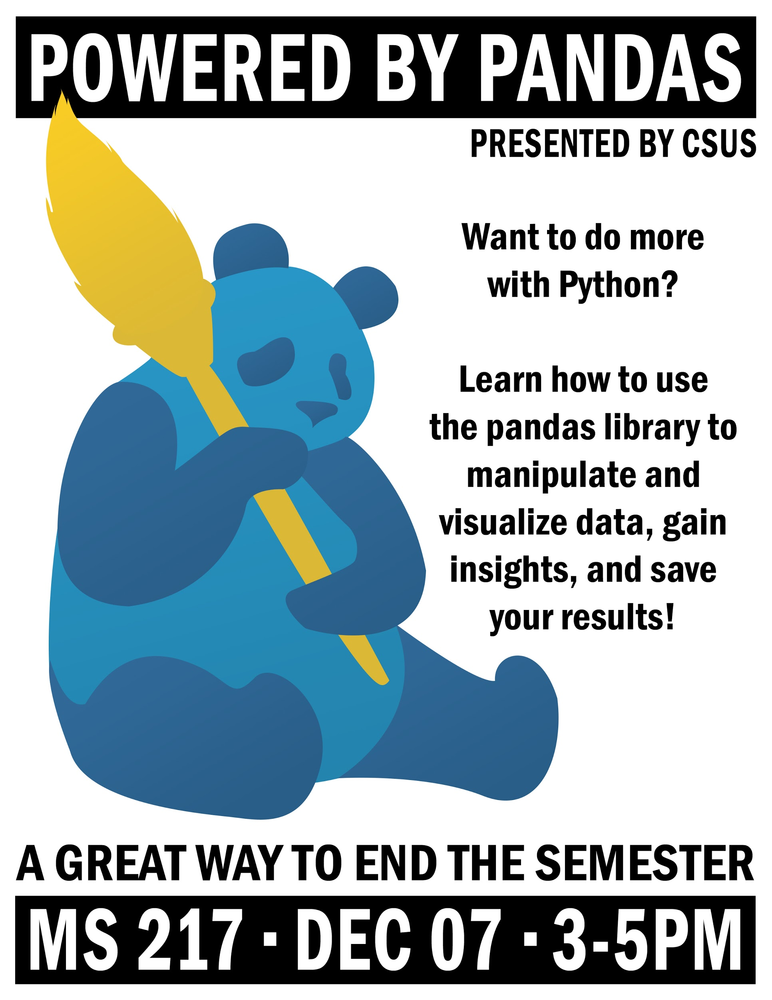 POWERED BY PANDAS
PRESENTED BY CSUS
Want to do more
with Python?
Learn how to use
the pandas library to
manipulate and
visualize data, gain
insights, and save
your results!
A GREAT WAY TO END THE SEMESTER
MS 217 · DEC 07 · 3-5PM